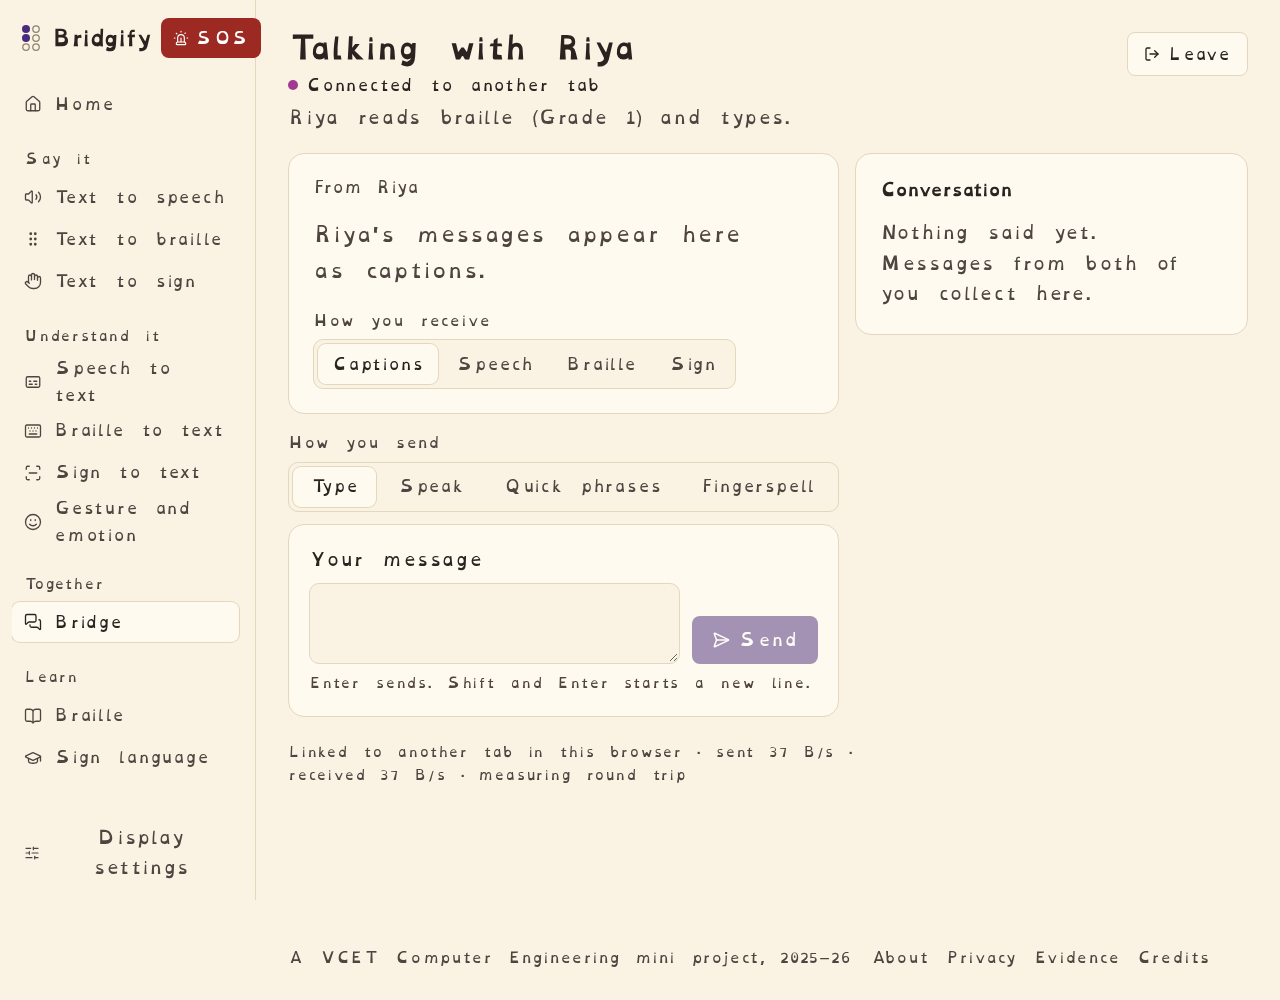 Bridgify
SOS
Home
Say it
Text to speech
Text to braille
Text to sign
Understand it
Speech to
text
Braille to text
Sign to text
Gesture and
emotion
Together
Bridge
Learn
Braille
Sign language
Display
settings
Talking with Riya
Leave
Connected to another tab
Riya reads braille (Grade 1) and types.
From Riya
Riya's messages appear here
as captions.
How you receive
Captions Speech Braille Sign
How you send
Type Speak Quick phrases Fingerspell
Your message
Send
Enter sends. Shift and Enter starts a new line.
Linked to another tab in this browser · sent 37 B/s ·
received 37 B/s · measuring round trip
Conversation
Nothing said yet.
Messages from both of
you collect here.
A VCET Computer Engineering mini project, 2025–26 About Privacy Evidence Credits